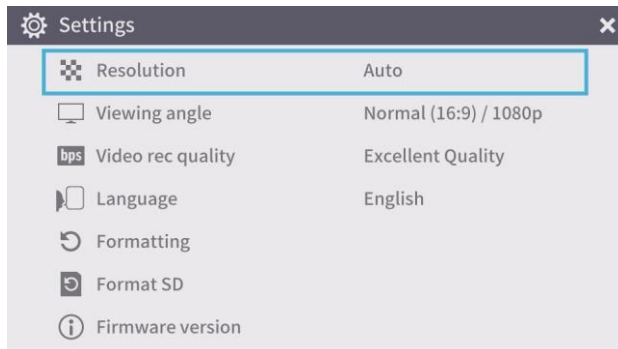 Settings
Resolution Auto
Viewing angle Normal (16:9) / 1080p
bps Video rec quality Excellent Quality
Language English
Formatting
Format SD
Firmware version